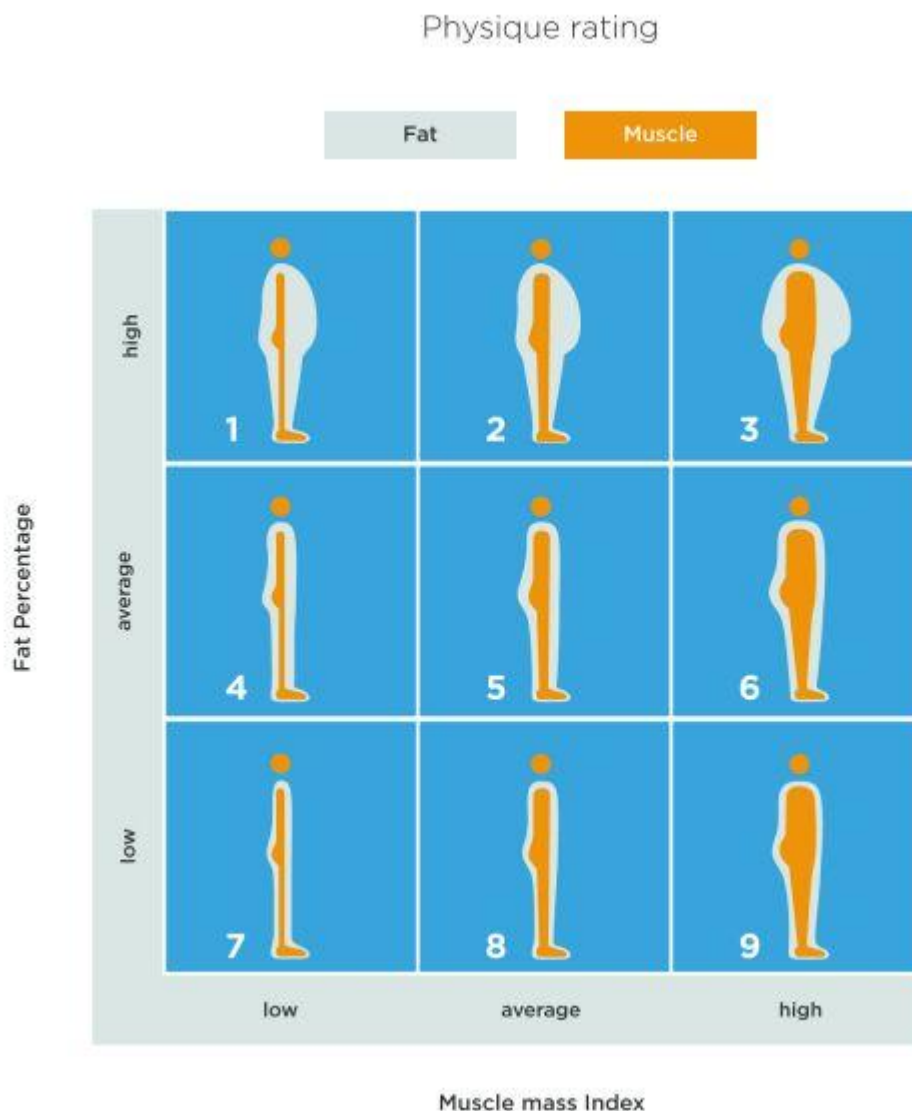 Physique rating
Fat
Muscle
high
1
2
3
Fat Percentage
average
4
5
6
low
7
8
9
low
average
high
Muscle mass Index